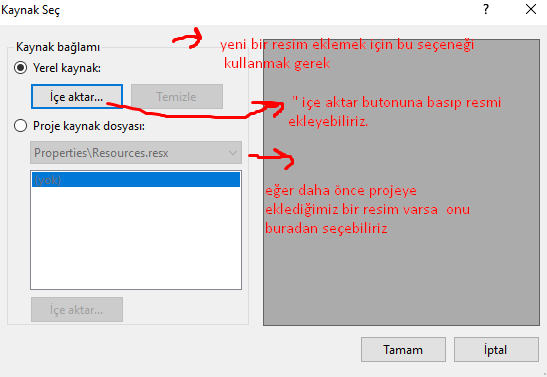 Kaynak Seç
? ×
Kaynak bağlamı
yeni bir resim eklemek için bu seçeneği
kullanmak gerek
Yerel kaynak:
İçe aktar...
Temizle
" içe aktar butonuna basıp resmi
ekleyebiliriz.
Proje kaynak dosyası:
Properties\Resources.resx
(yok)
eğer daha önce projeye
eklediğimiz bir resim varsa onu
buradan seçebiliriz
İçe aktar...
Tamam
İptal